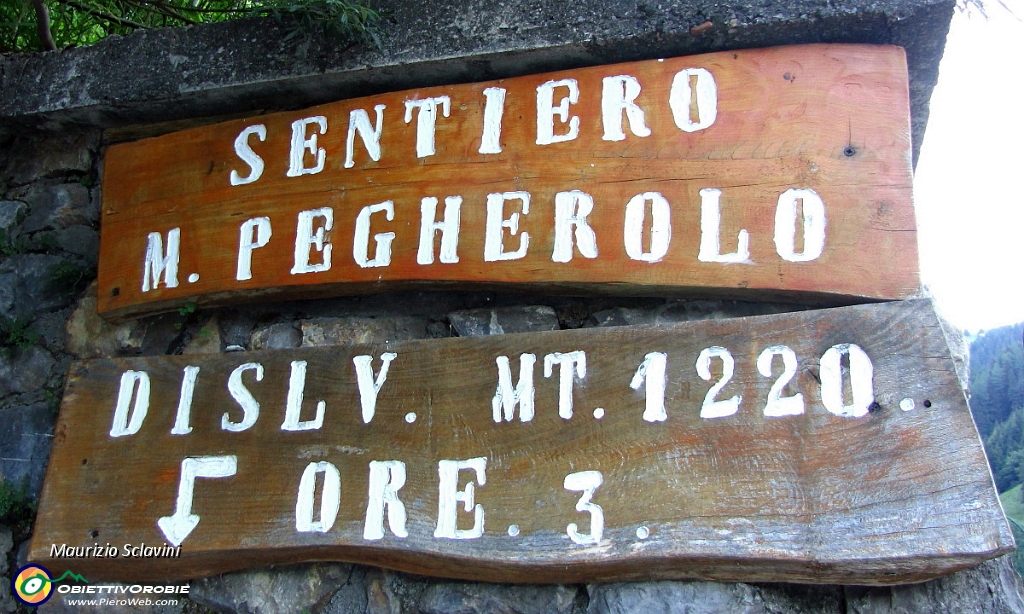 SENTIERO
M. PEGHEROLO
DISLV. MT. 1220.
ORE. 3.
Maurizio Sclavini
OBIETTIVOROBIE
www.PieroWeb.com